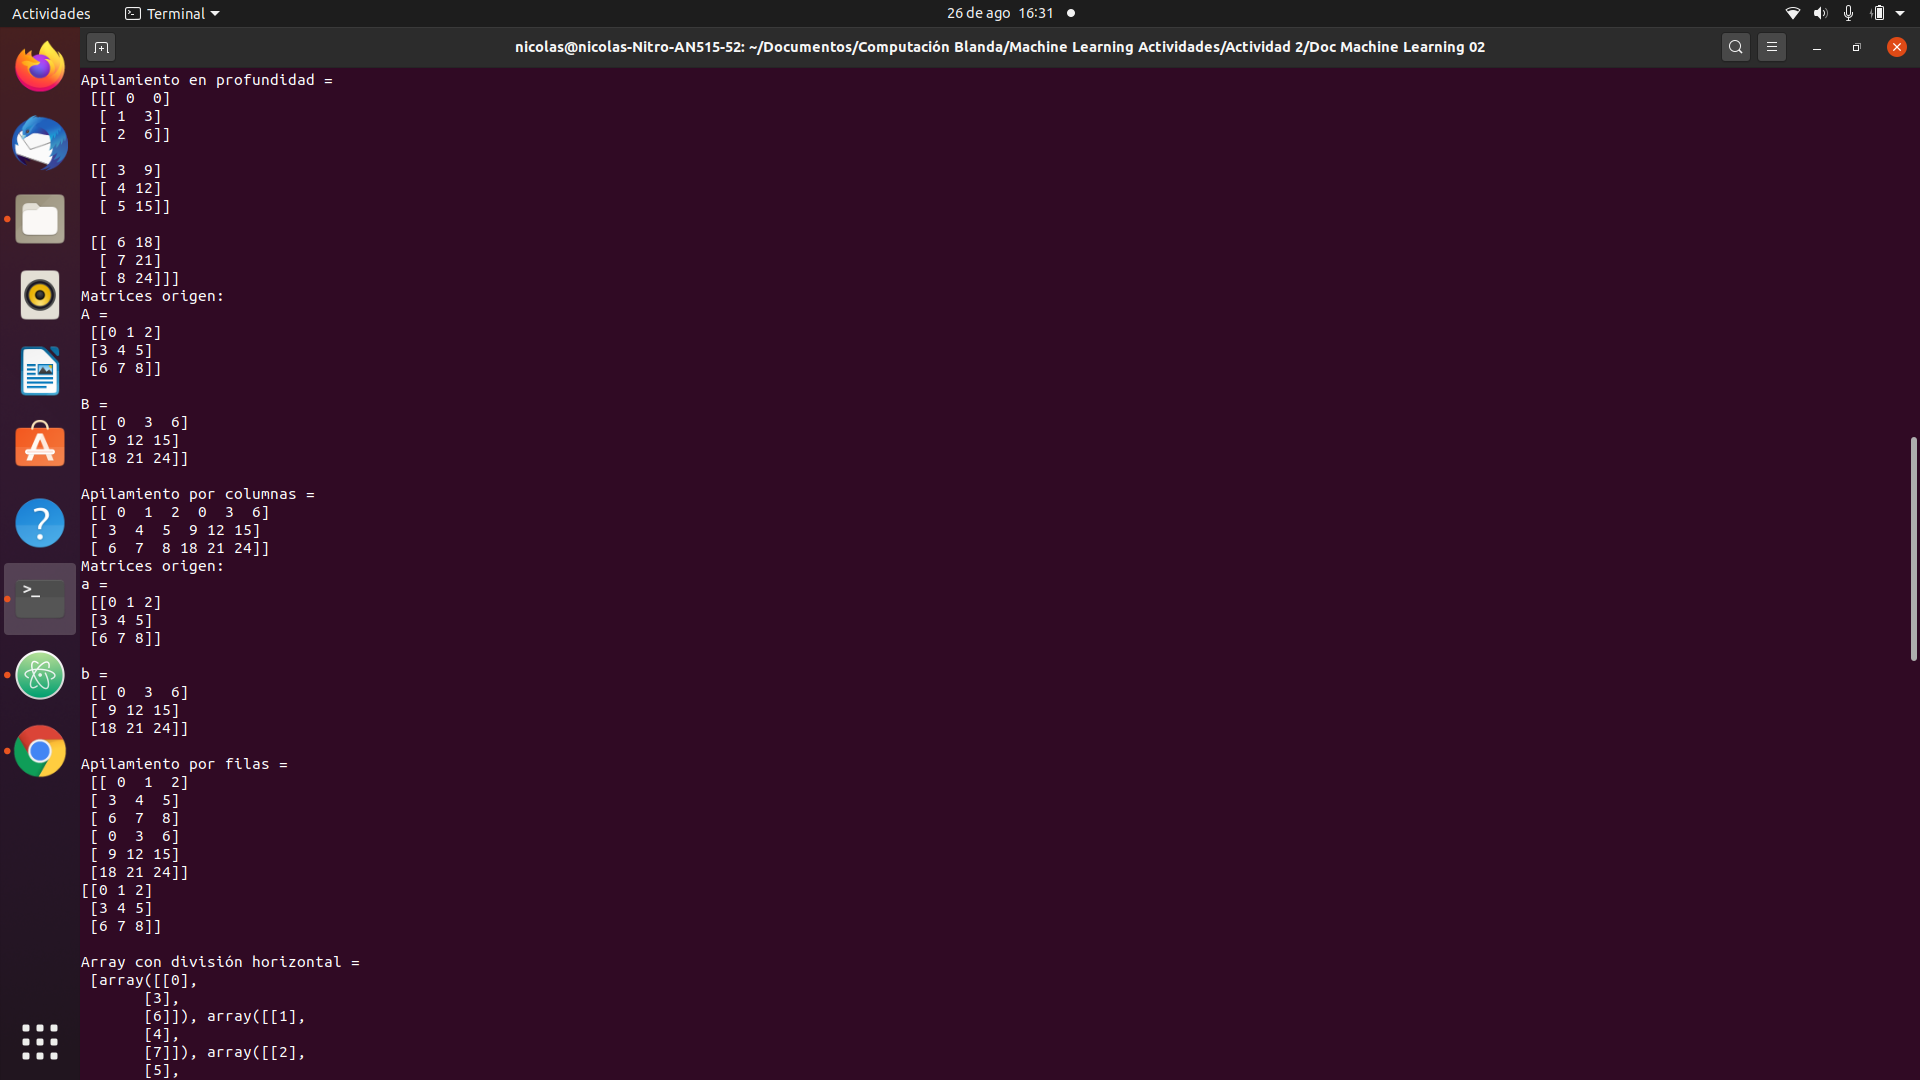 Actividades
Terminal
26 de ago 16:31
nicolas@nicolas-Nitro-AN515-52: ~/Documentos/Computación Blanda/Machine Learning Actividades/Actividad 2/Doc Machine Learning 02
Apilamiento en profundidad =
 [[[ 0  0]
  [ 1  3]
  [ 2  6]]

 [[ 3  9]
  [ 4 12]
  [ 5 15]]

 [[ 6 18]
  [ 7 21]
  [ 8 24]]]
Matrices origen:
A =
 [[0 1 2]
 [3 4 5]
 [6 7 8]]

B =
 [[ 0  3  6]
 [ 9 12 15]
 [18 21 24]]

Apilamiento por columnas =
 [[ 0  1  2  0  3  6]
 [ 3  4  5  9 12 15]
 [ 6  7  8 18 21 24]]
Matrices origen:
a =
 [[0 1 2]
 [3 4 5]
 [6 7 8]]

b =
 [[ 0  3  6]
 [ 9 12 15]
 [18 21 24]]

Apilamiento por filas =
 [[ 0  1  2]
 [ 3  4  5]
 [ 6  7  8]
 [ 0  3  6]
 [ 9 12 15]
 [18 21 24]]
[[0 1 2]
 [3 4 5]
 [6 7 8]]

Array con división horizontal =
 [array([[0],
       [3],
       [6]]), array([[1],
       [4],
       [7]]), array([[2],
       [5],